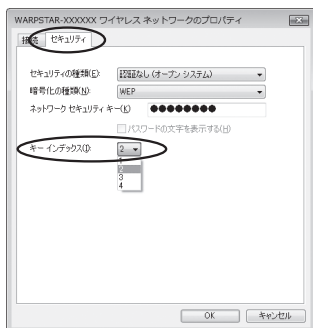 WARPSTAR-XXXXXX ワイヤレス ネットワークのプロパティ
接続 セキュリティ
セキュリティの種類(E): 認証なし (オープン システム)
暗号化の種類(N): WEP
ネットワーク セキュリティ キー(K) ●●●●●●●●
パスワードの文字を表示する(H)
キー インデックス(I): 2
1
2
3
4
OK キャンセル